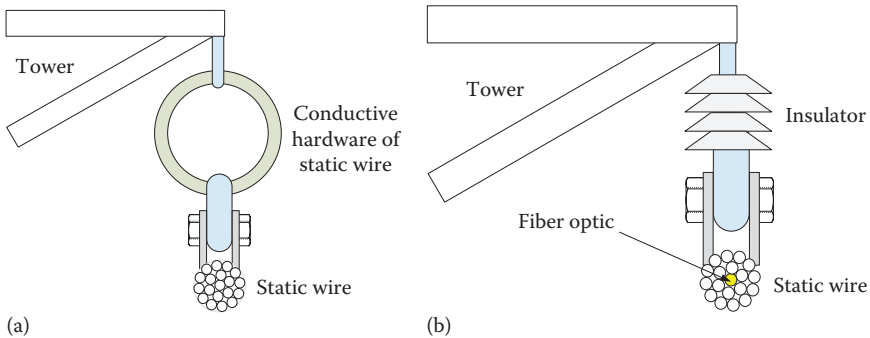 Tower
Conductive
hardware of
static wire
Static wire
(a)
Tower
Insulator
Fiber optic
Static wire
(b)